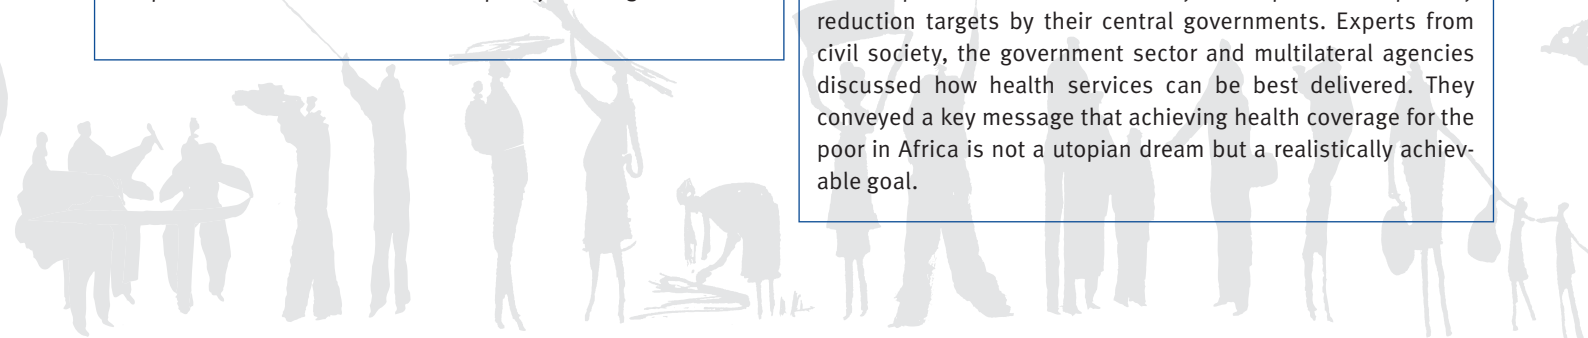 reduction targets by their central governments. Experts from
civil society, the government sector and multilateral agencies
discussed how health services can be best delivered. They
conveyed a key message that achieving health coverage for the
poor in Africa is not a utopian dream but a realistically achiev-
able goal.